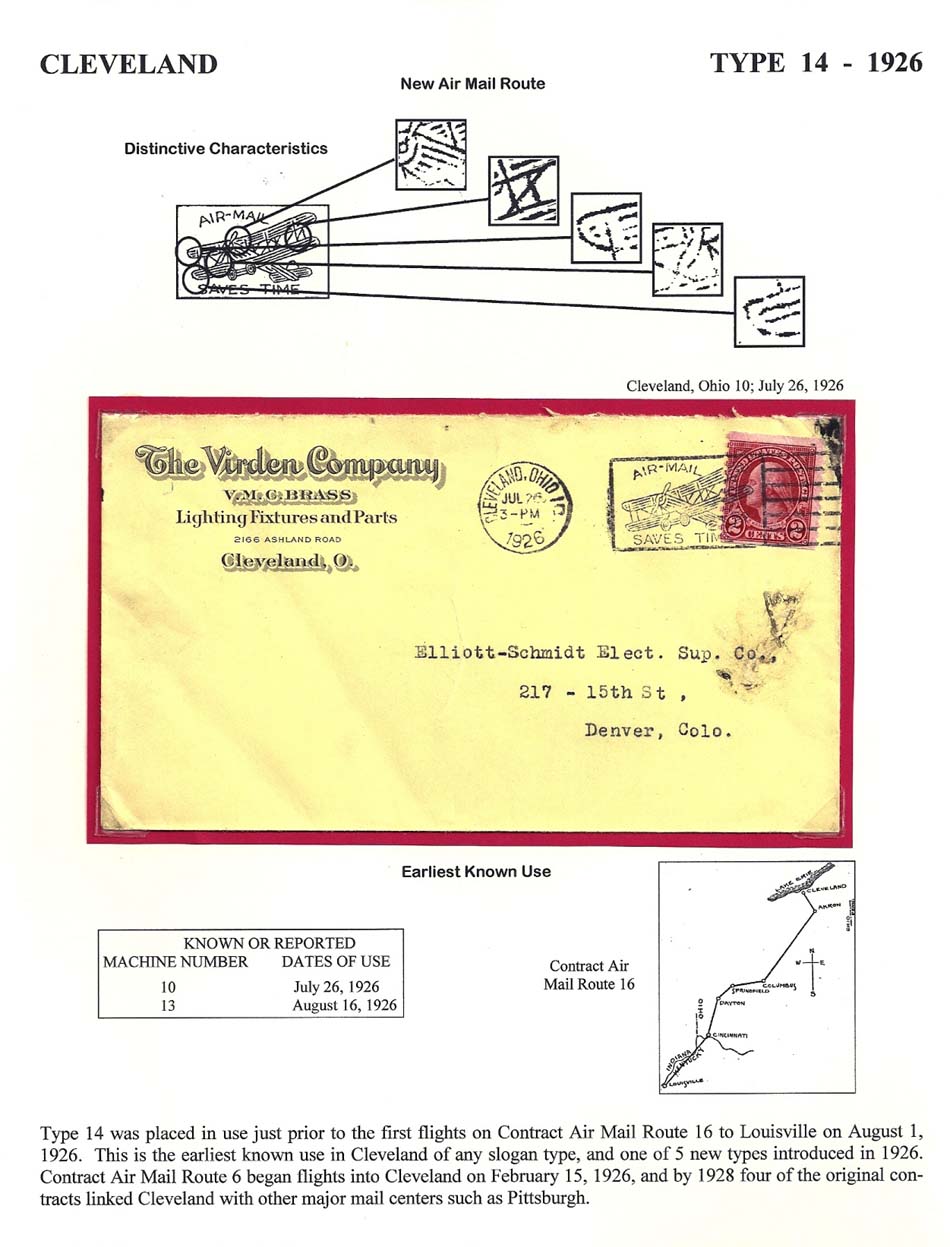 CLEVELAND
TYPE 14 - 1926
New Air Mail Route
Distinctive Characteristics
AIR-MAIL
SAVES TIME
Cleveland, Ohio 10; July 26, 1926
The Virden Company
V.M.C. BRASS
Lighting Fixtures and Parts
2166 ASHLAND ROAD
Cleveland, O.
CLEVELAND, OHIO 10
JUL 26
3-PM
1926
AIR-MAIL
SAVES TIM
2 CENTS 2
Elliott-Schmidt Elect. Sup. Co.,
217 - 15th St ,
Denver, Colo.
Earliest Known Use
KNOWN OR REPORTED
MACHINE NUMBER DATES OF USE
10 July 26, 1926
13 August 16, 1926
Contract Air
Mail Route 16
LAKE ERIE
CLEVELAND
AKRON
N
W E
S
COLUMBUS
SPRINGFIELD
DAYTON
OHIO
CINCINNATI
INDIANA
KENTUCKY
LOUISVILLE
Type 14 was placed in use just prior to the first flights on Contract Air Mail Route 16 to Louisville on August 1,
1926. This is the earliest known use in Cleveland of any slogan type, and one of 5 new types introduced in 1926.
Contract Air Mail Route 6 began flights into Cleveland on February 15, 1926, and by 1928 four of the original con-
tracts linked Cleveland with other major mail centers such as Pittsburgh.